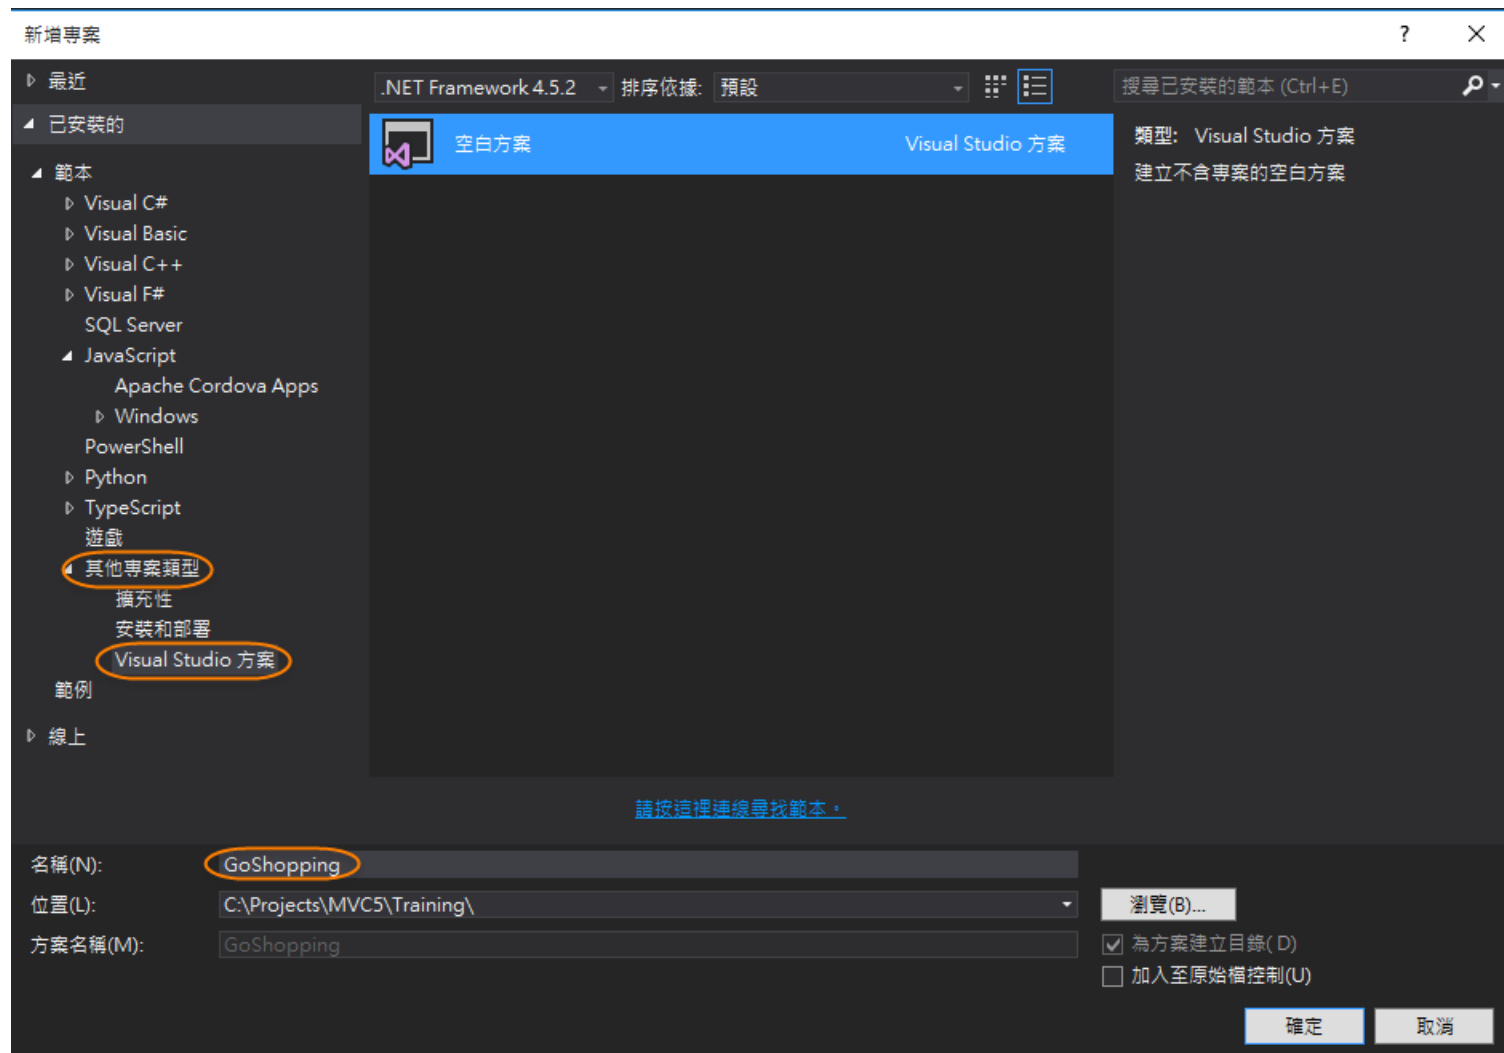 新增專案
?
最近
已安裝的
範本
Visual C#
Visual Basic
Visual C++
Visual F#
SQL Server
JavaScript
Apache Cordova Apps
Windows
PowerShell
Python
TypeScript
遊戲
其他專案類型
擴充性
安裝和部署
Visual Studio 方案
範例
線上
.NET Framework 4.5.2 排序依據: 預設
空白方案 Visual Studio 方案
搜尋已安裝的範本 (Ctrl+E)
類型: Visual Studio 方案
建立不含專案的空白方案
請按這裡連線尋找範本。
名稱(N): GoShopping
位置(L): C:\Projects\MVC5\Training\ 瀏覽(B)...
方案名稱(M): GoShopping
為方案建立目錄( D)
加入至原始檔控制(U)
確定 取消